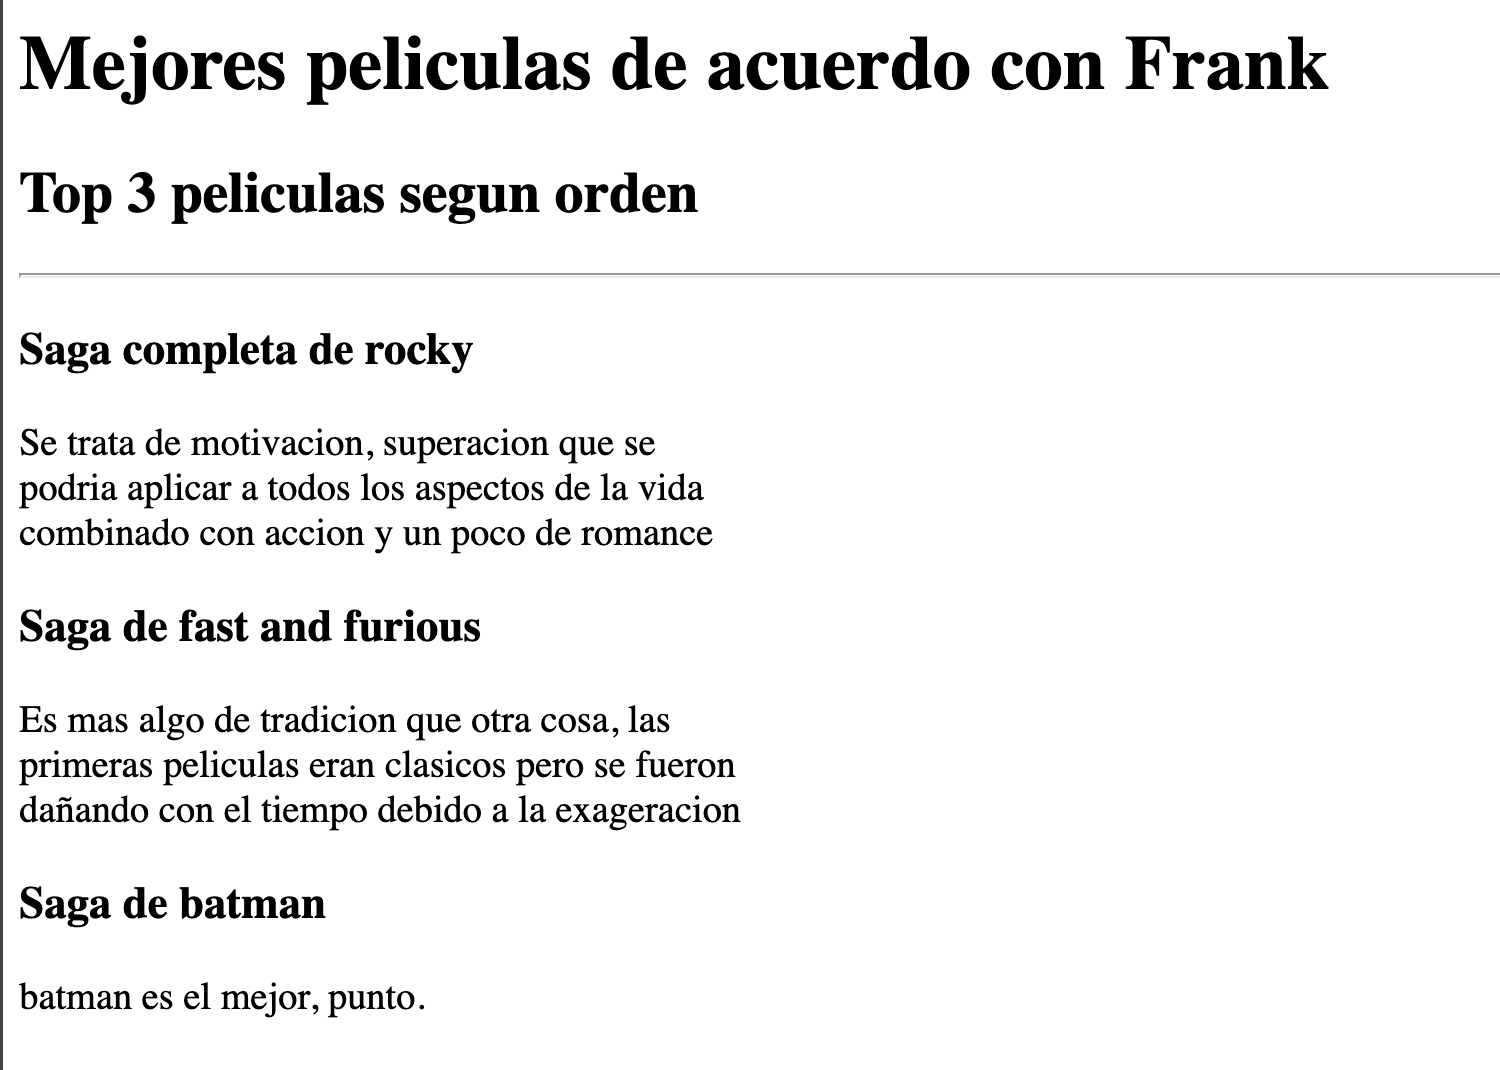 Mejores peliculas de acuerdo con Frank
Top 3 peliculas segun orden
Saga completa de rocky
Se trata de motivacion, superacion que se
podria aplicar a todos los aspectos de la vida
combinado con accion y un poco de romance
Saga de fast and furious
Es mas algo de tradicion que otra cosa, las
primeras peliculas eran clasicos pero se fueron
dañando con el tiempo debido a la exageracion
Saga de batman
batman es el mejor, punto.